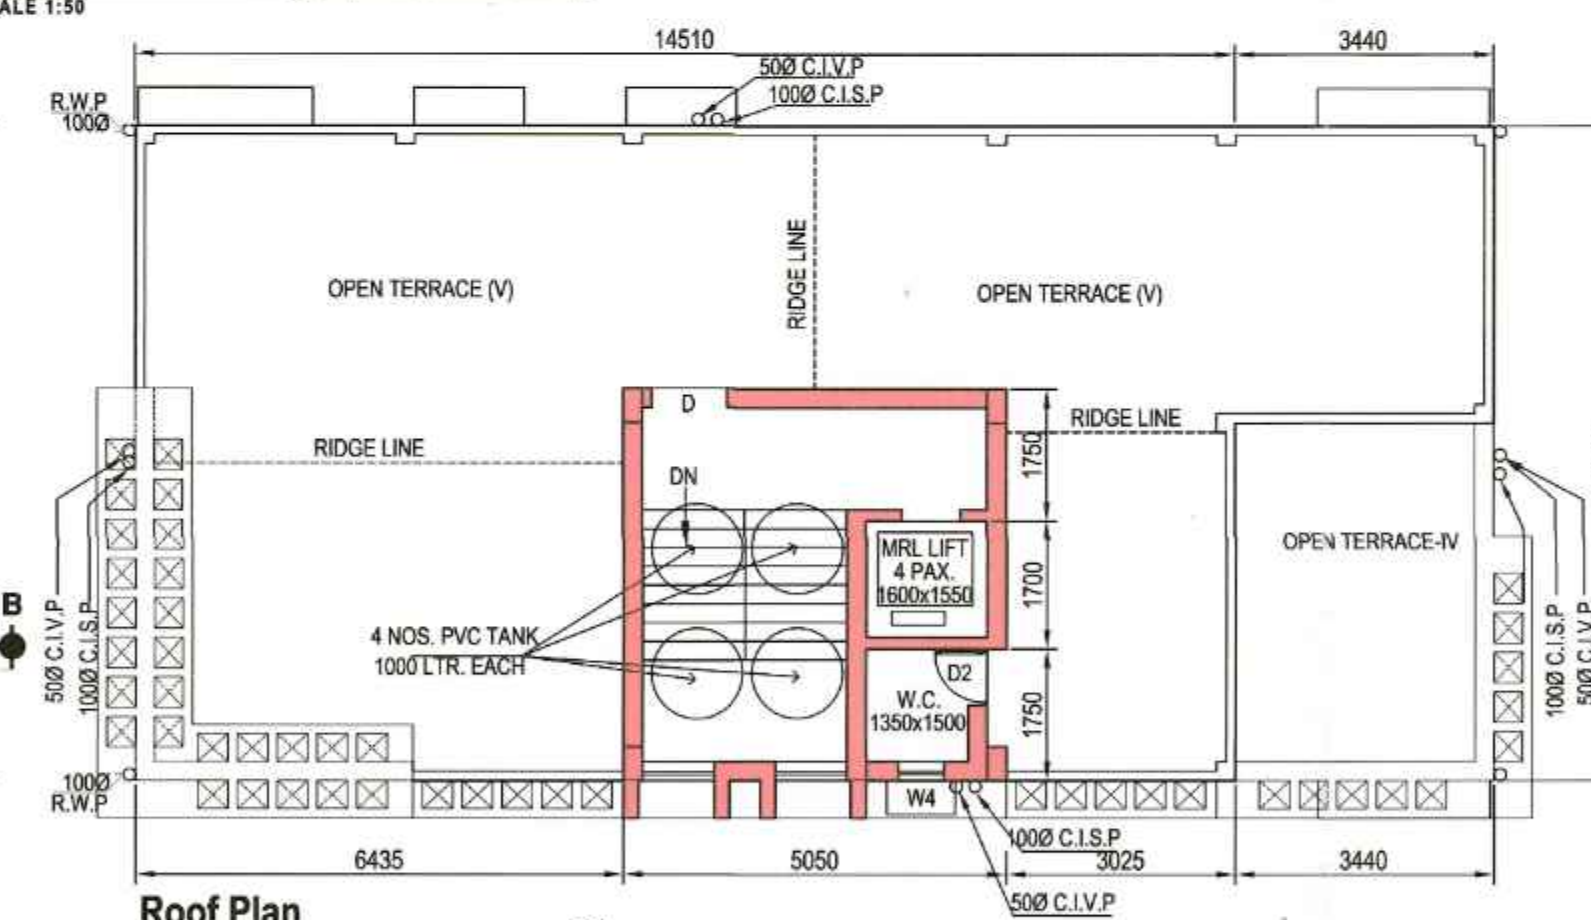 ALE 1:50
14510
3440
50Ø C.I.V.P
100Ø C.I.S.P
R.W.P
100Ø
RIDGE LINE
OPEN TERRACE (V)
OPEN TERRACE (V)
D
RIDGE LINE
RIDGE LINE
1750
DN
OPEN TERRACE-IV
MRL LIFT
4 PAX.
1600x1550
1700
B
50Ø C.I.V.P
100Ø C.I.S.P
4 NOS. PVC TANK
1000 LTR. EACH
100Ø C.I.S.P
50Ø C.I.V.P
D2
W.C.
1350x1500
1750
100Ø
R.W.P
W4
100Ø C.I.S.P
6435
5050
3025
3440
50Ø C.I.V.P
Roof Plan